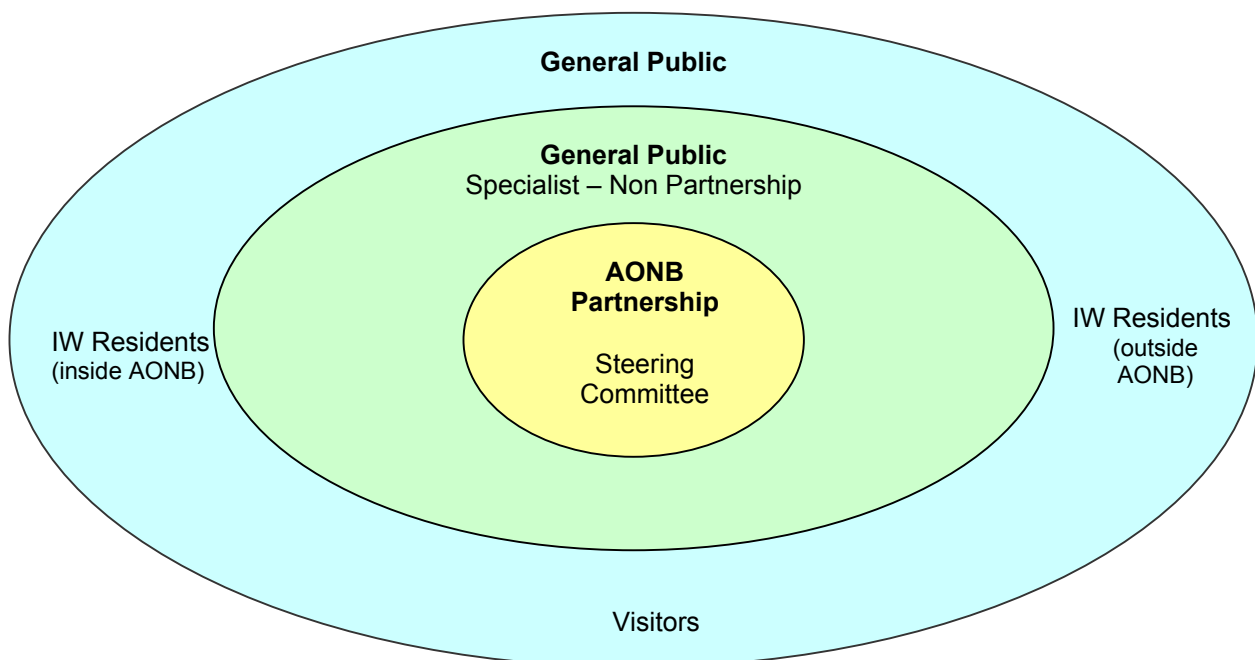 General Public
General Public
Specialist – Non Partnership
AONB
Partnership
Steering
Committee
IW Residents
(inside AONB)
IW Residents
(outside
AONB)
Visitors